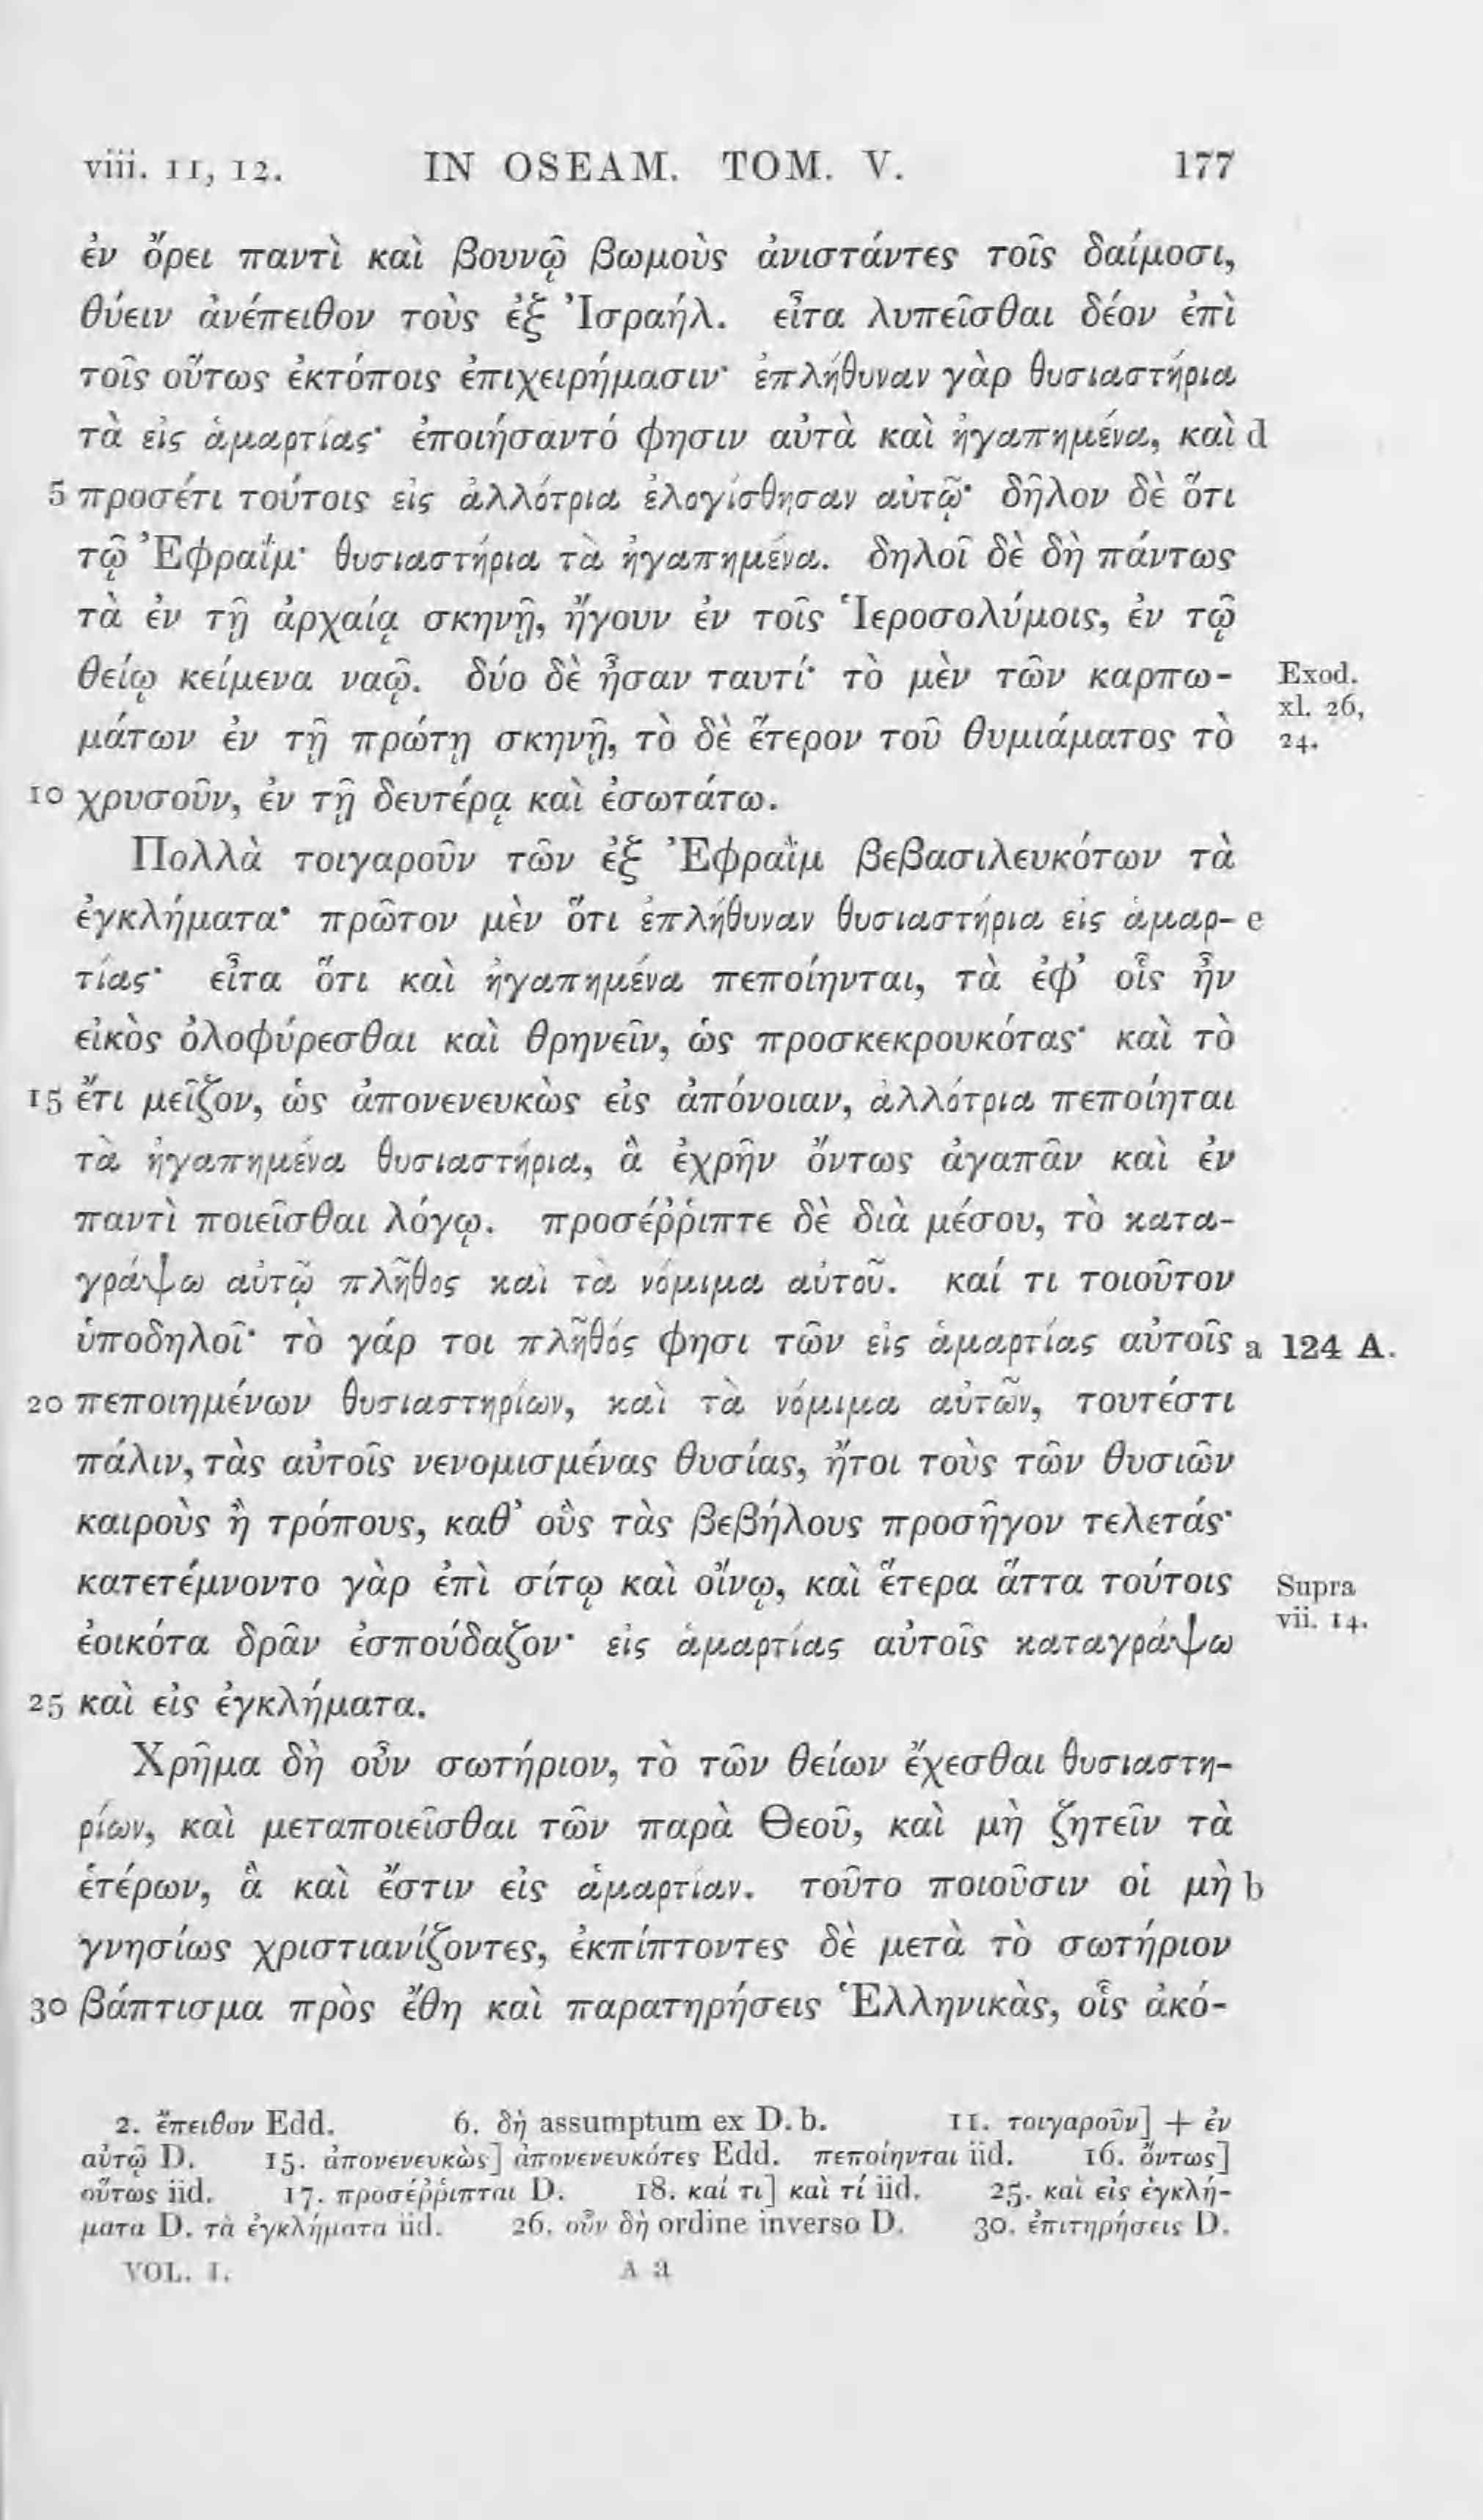 viii. 11, 12. IN OSEAM. TOM. V. 177
ἐν ὄρει παντὶ καὶ βουνῷ βωμοὺς ἀνιστάντες τοῖς δαίμοσι,
θύειν ἀνέπειθον τοὺς ἐξ Ἰσραήλ. εἶτα λυπεῖσθαι δέον ἐπὶ
τοῖς οὕτως ἐκτόποις ἐπιχειρήμασιν· ἐπλήθυναν γὰρ θυσιαστήρια
τὰ εἰς ἁμαρτίας· ἐποιήσαντό φησιν αὐτὰ καὶ ἠγαπημένα, καὶ d
5 προσέτι τούτοις εἰς ἀλλότρια ἐλογίσθησαν αὐτῷ· δῆλον δὲ ὅτι
τῷ Ἐφραΐμ· θυσιαστήρια τὰ ἠγαπημένα. δηλοῖ δὲ δὴ πάντως
τὰ ἐν τῇ ἀρχαίᾳ σκηνῇ, ἤγουν ἐν τοῖς Ἱεροσολύμοις, ἐν τῷ
θείῳ κείμενα ναῷ. δύο δὲ ἦσαν ταυτί· τὸ μὲν τῶν καρπω- Exod.
xl. 26,
μάτων ἐν τῇ πρώτῃ σκηνῇ, τὸ δὲ ἕτερον τοῦ θυμιάματος τὸ 24.
10 χρυσοῦν, ἐν τῇ δευτέρᾳ καὶ ἐσωτάτω.
Πολλὰ τοιγαροῦν τῶν ἐξ Ἐφραῒμ βεβασιλευκότων τὰ
ἐγκλήματα· πρῶτον μὲν ὅτι ἐπλήθυναν θυσιαστήρια εἰς ἁμαρ- e
τίας· εἶτα ὅτι καὶ ἠγαπημένα πεποίηνται, τὰ ἐφ’ οἷς ἦν
εἰκὸς ὀλοφύρεσθαι καὶ θρηνεῖν, ὡς προσκεκρουκότας· καὶ τὸ
15 ἔτι μεῖζον, ὡς ἀπονενευκὼς εἰς ἀπόνοιαν, ἀλλότρια πεποίηται
τὰ ἠγαπημένα θυσιαστήρια, ἃ ἐχρῆν ὄντως ἀγαπᾶν καὶ ἐν
παντὶ ποιεῖσθαι λόγῳ. προσέῤῥιπτε δὲ διὰ μέσου, τὸ κατα-
γράψω αὐτῷ πλῆθος καὶ τὰ νόμιμα αὐτοῦ. καί τι τοιοῦτον
ὑποδηλοῖ· τὸ γάρ τοι πλῆθός φησι τῶν εἰς ἁμαρτίας αὐτοῖς a 124 A.
20 πεποιημένων θυσιαστηρίων, καὶ τὰ νόμιμα αὐτῶν, τουτέστι
πάλιν, τὰς αὐτοῖς νενομισμένας θυσίας, ἤτοι τοὺς τῶν θυσιῶν
καιροὺς ἢ τρόπους, καθ’ οὓς τὰς βεβήλους προσῆγον τελετάς·
κατετέμνοντο γὰρ ἐπὶ σίτῳ καὶ οἴνῳ, καὶ ἕτερα ἄττα τούτοις Supra
vii. 14.
ἐοικότα δρᾶν ἐσπούδαζον· εἰς ἁμαρτίας αὐτοῖς καταγράψω
25 καὶ εἰς ἐγκλήματα.
Χρῆμα δὴ οὖν σωτήριον, τὸ τῶν θείων ἔχεσθαι θυσιαστη-
ρίων, καὶ μεταποιεῖσθαι τῶν παρὰ Θεοῦ, καὶ μὴ ζητεῖν τὰ
ἑτέρων, ἃ καὶ ἔστιν εἰς ἁμαρτίαν. τοῦτο ποιοῦσιν οἱ μὴ b
γνησίως χριστιανίζοντες, ἐκπίπτοντες δὲ μετὰ τὸ σωτήριον
30 βάπτισμα πρὸς ἔθη καὶ παρατηρήσεις Ἑλληνικὰς, οἷς ἀκό-
2. ἔπειθον Edd. 6. δὴ assumptum ex D. b. 11. τοιγαροῦν] + ἐν
αὐτῷ D. 15. ἀπονενευκὼς] ἀπονενευκότες Edd. πεποίηνται iid. 16. ὄντως]
οὕτως iid. 17. προσέῤῥιπται D. 18. καί τι] καὶ τί iid. 25. καὶ εἰς ἐγκλή-
ματα D. τὰ ἐγκλήματα iid. 26. οὖν δὴ ordine inverso D. 30. ἐπιτηρήσεις D.
VOL. I. A a